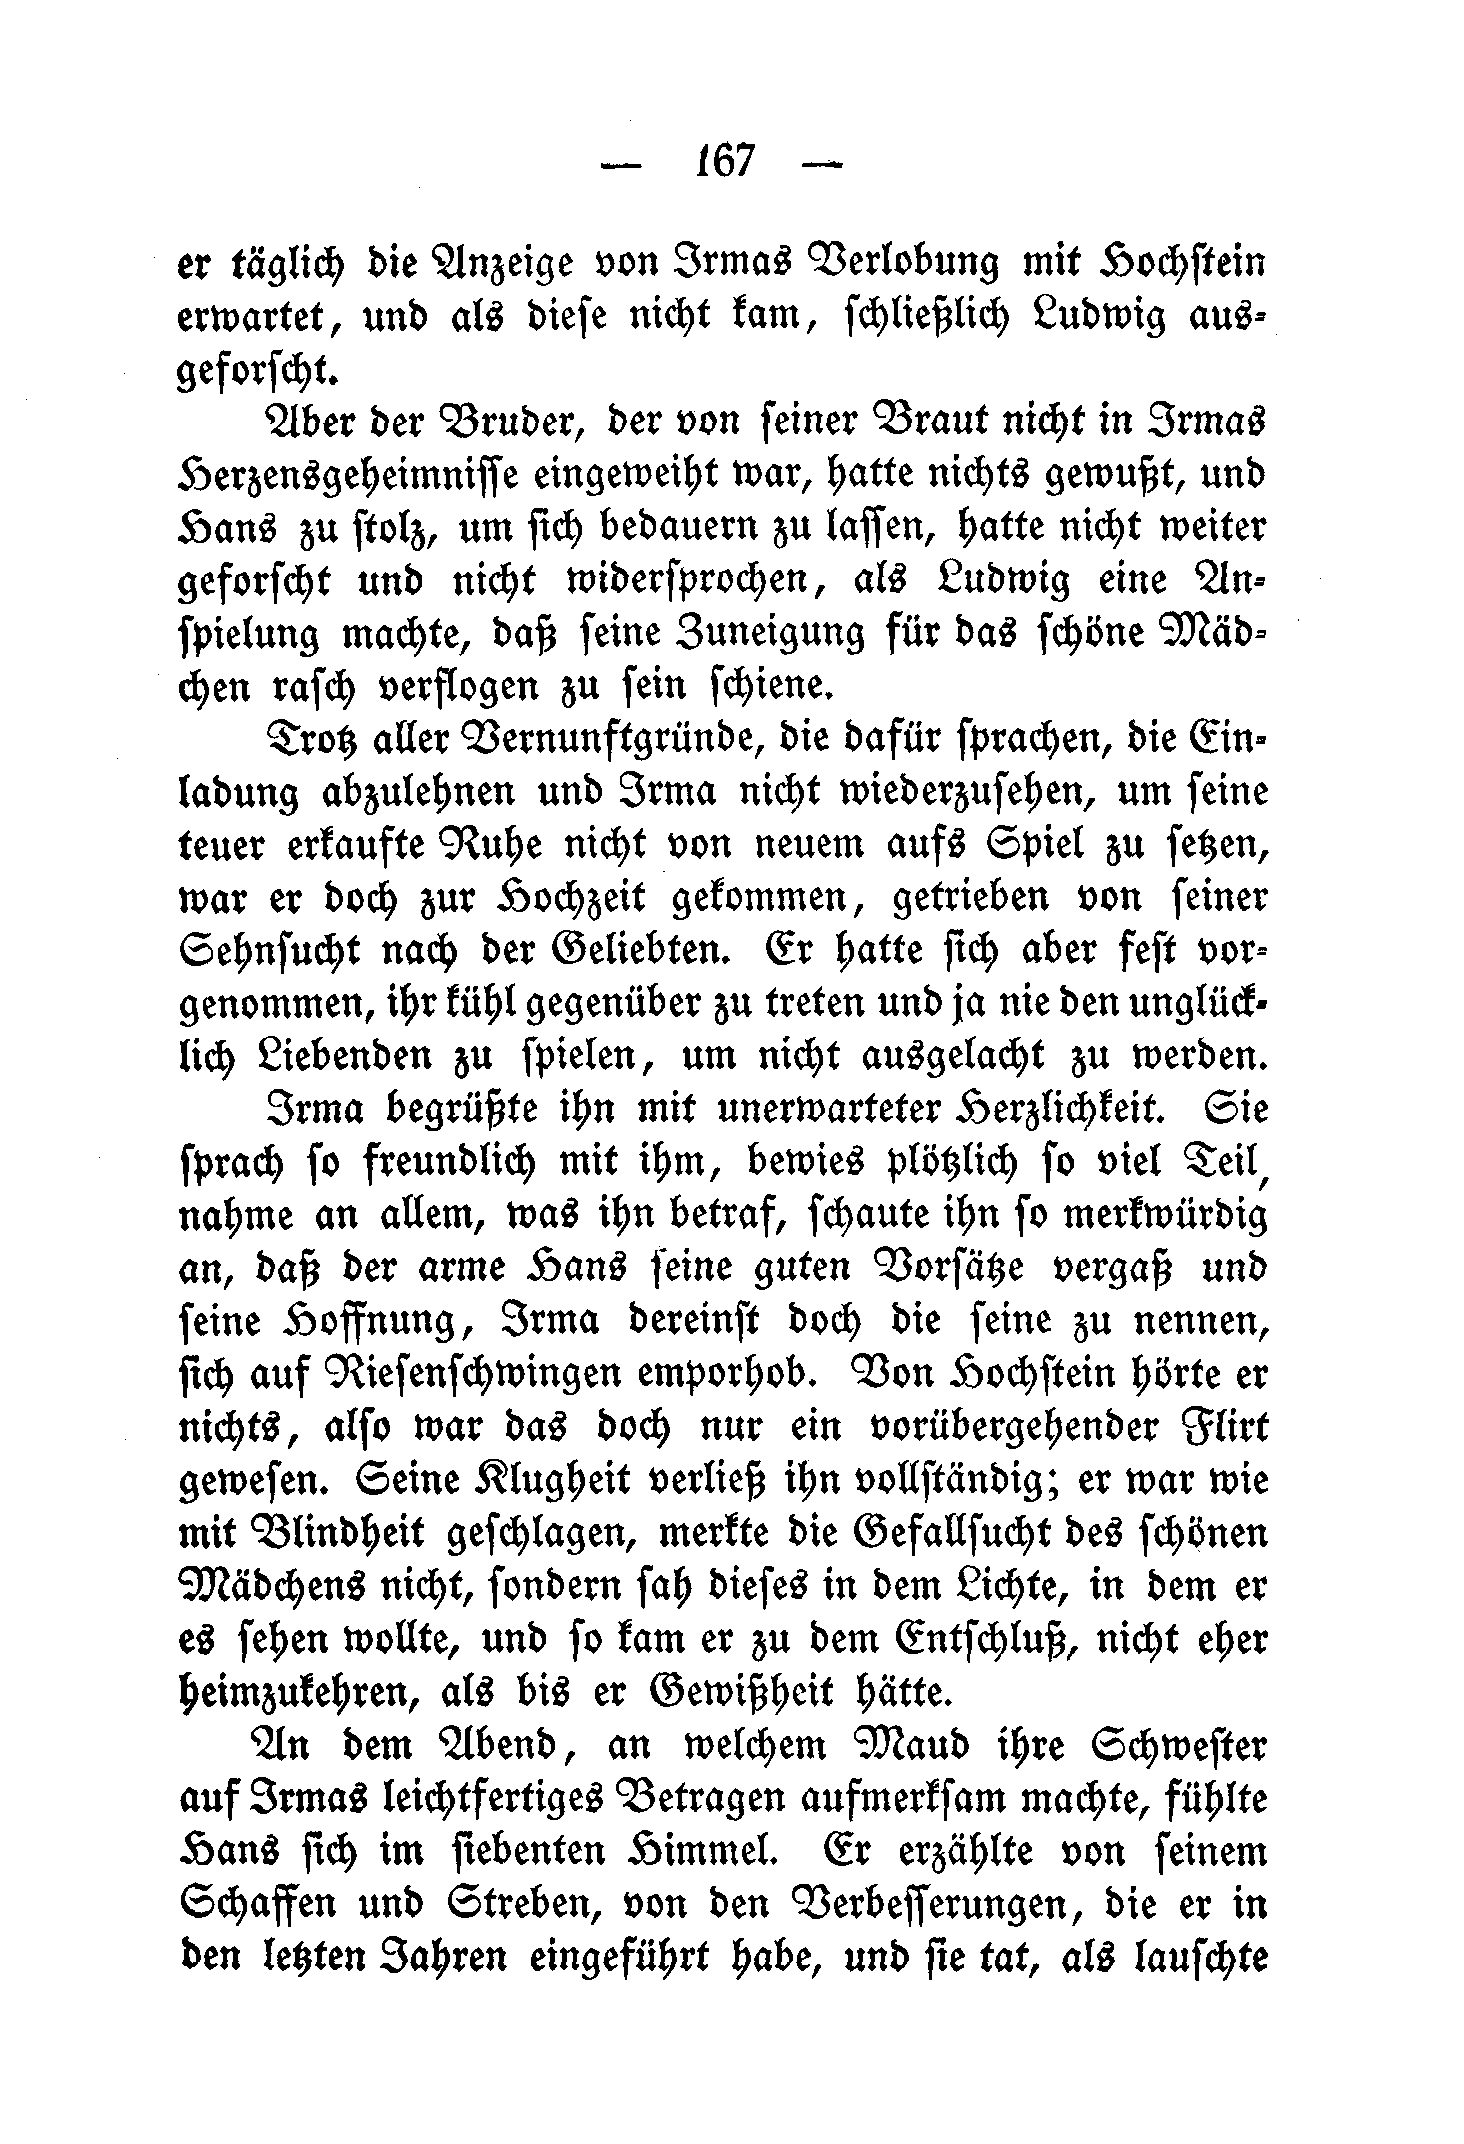 — 167 —
er täglich die Anzeige von Irmas Verlobung mit Hochstein
erwartet, und als diese nicht kam, schließlich Ludwig aus-
geforscht.
Aber der Bruder, der von seiner Braut nicht in Irmas
Herzensgeheimnisse eingeweiht war, hatte nichts gewußt, und
Hans zu stolz, um sich bedauern zu lassen, hatte nicht weiter
geforscht und nicht widersprochen, als Ludwig eine An-
spielung machte, daß seine Zuneigung für das schöne Mäd-
chen rasch verflogen zu sein schiene.
Trotz aller Vernunftgründe, die dafür sprachen, die Ein-
ladung abzulehnen und Irma nicht wiederzusehen, um seine
teuer erkaufte Ruhe nicht von neuem aufs Spiel zu setzen,
war er doch zur Hochzeit gekommen, getrieben von seiner
Sehnsucht nach der Geliebten. Er hatte sich aber fest vor-
genommen, ihr kühl gegenüber zu treten und ja nie den unglück-
lich Liebenden zu spielen, um nicht ausgelacht zu werden.
Irma begrüßte ihn mit unerwarteter Herzlichkeit. Sie
sprach so freundlich mit ihm, bewies plötzlich so viel Teil,
nahme an allem, was ihn betraf, schaute ihn so merkwürdig
an, daß der arme Hans seine guten Vorsätze vergaß und
seine Hoffnung, Irma dereinst doch die seine zu nennen,
sich auf Riesenschwingen emporhob. Von Hochstein hörte er
nichts, also war das doch nur ein vorübergehender Flirt
gewesen. Seine Klugheit verließ ihn vollständig; er war wie
mit Blindheit geschlagen, merkte die Gefallsucht des schönen
Mädchens nicht, sondern sah dieses in dem Lichte, in dem er
es sehen wollte, und so kam er zu dem Entschluß, nicht eher
heimzukehren, als bis er Gewißheit hätte.
An dem Abend, an welchem Maud ihre Schwester
auf Irmas leichtfertiges Betragen aufmerksam machte, fühlte
Hans sich im siebenten Himmel. Er erzählte von seinem
Schaffen und Streben, von den Verbesserungen, die er in
den letzten Jahren eingeführt habe, und sie tat, als lauschte